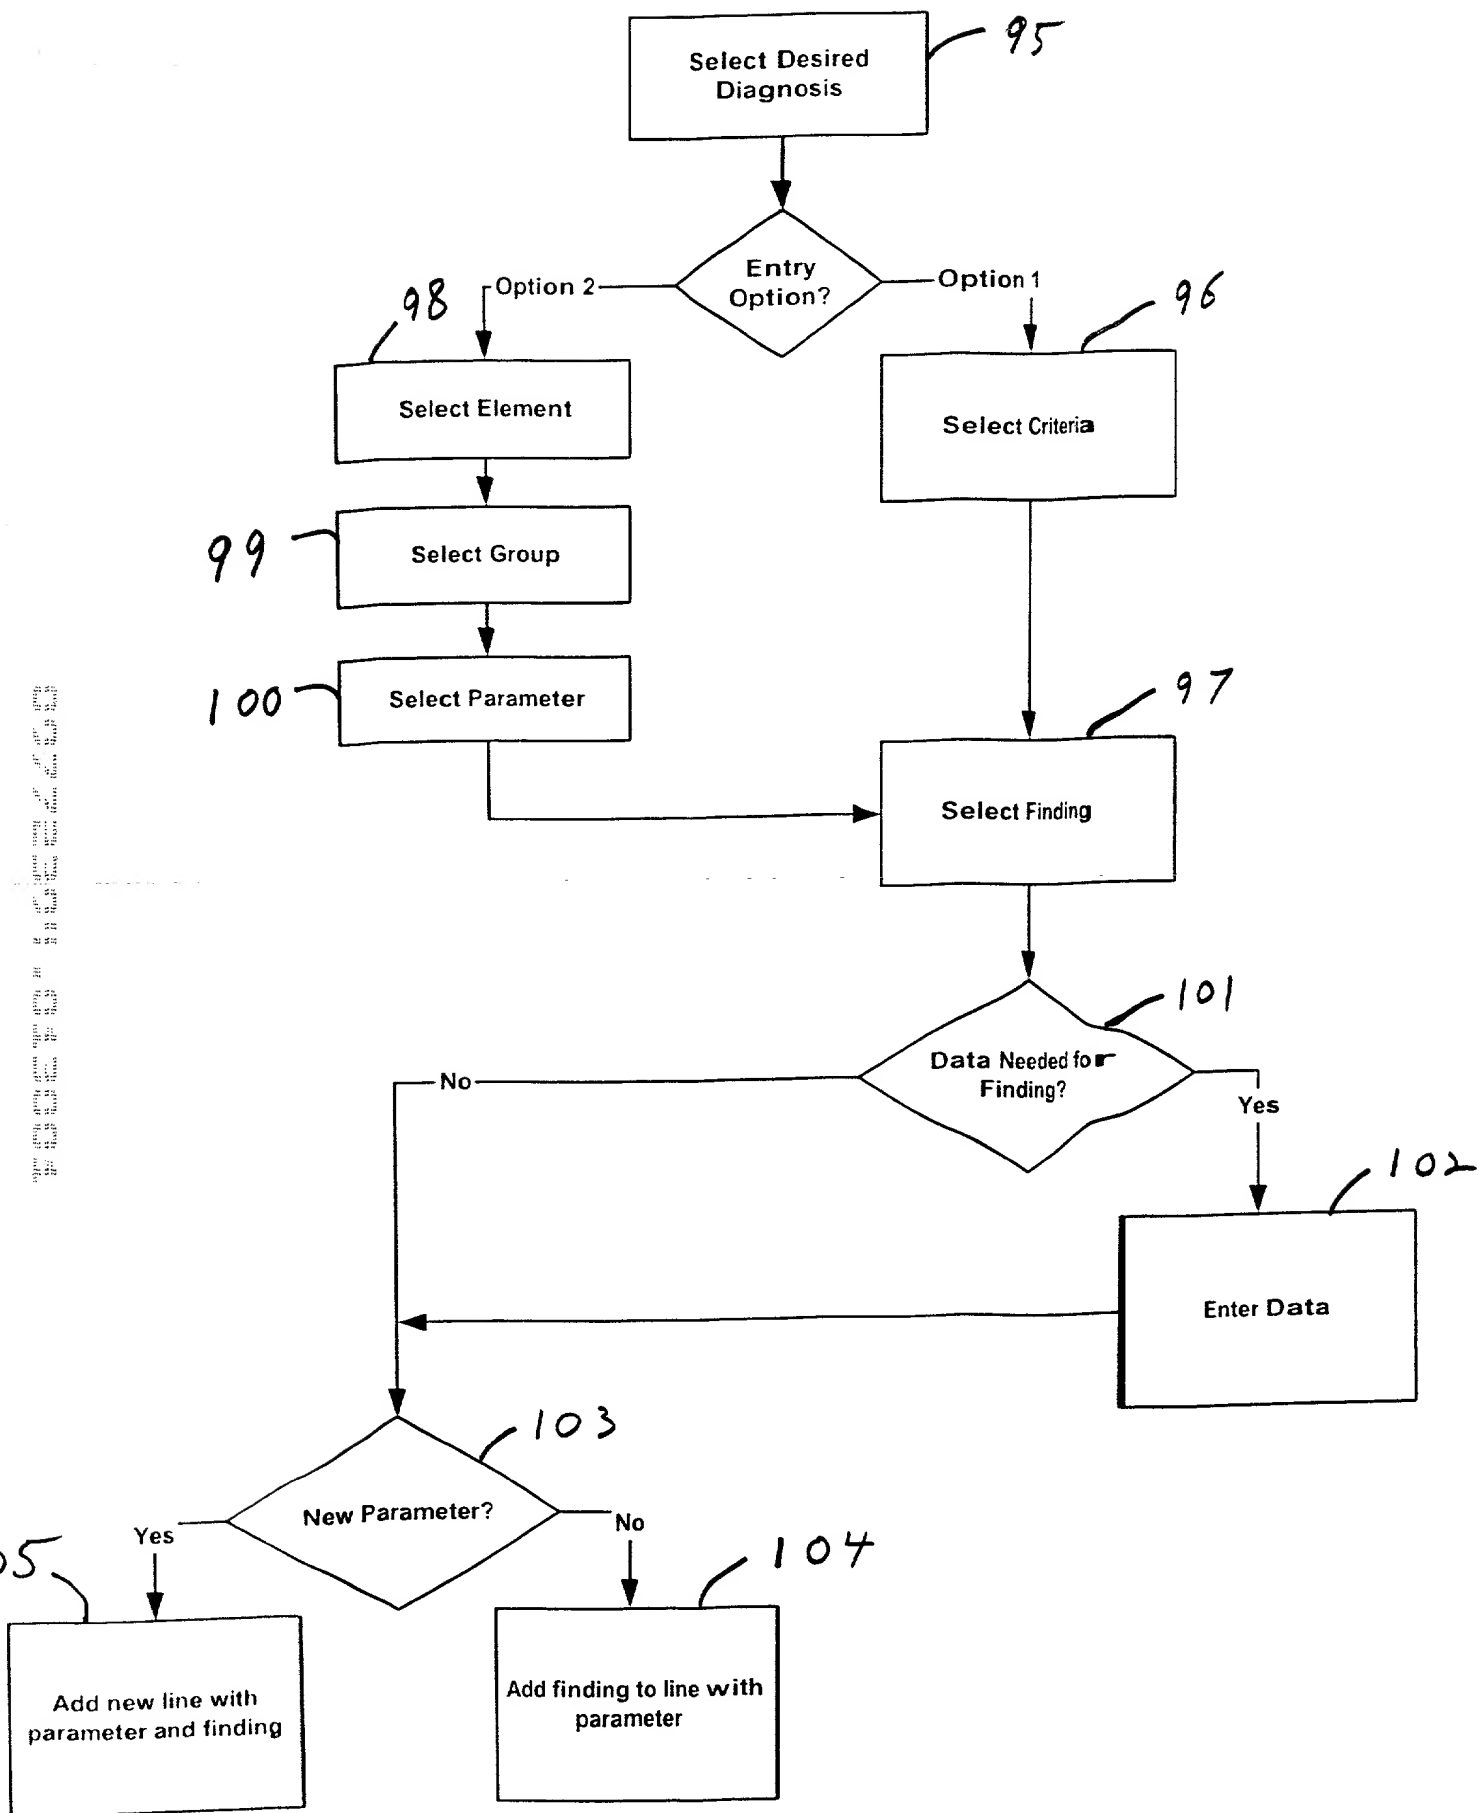 95
Select Desired
Diagnosis
Entry
Option?
Option 2
Option 1
98
96
Select Element
Select Criteria
99
Select Group
100
Select Parameter
97
Select Finding
101
Data Needed for
Finding?
No
Yes
102
Enter Data
103
New Parameter?
Yes
No
05
104
Add new line with
parameter and finding
Add finding to line with
parameter